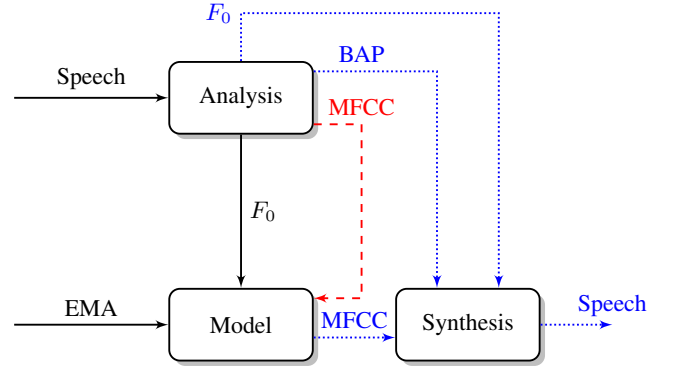 F₀
BAP
Speech
Analysis
MFCC
F₀
EMA
Model
MFCC
Synthesis
Speech